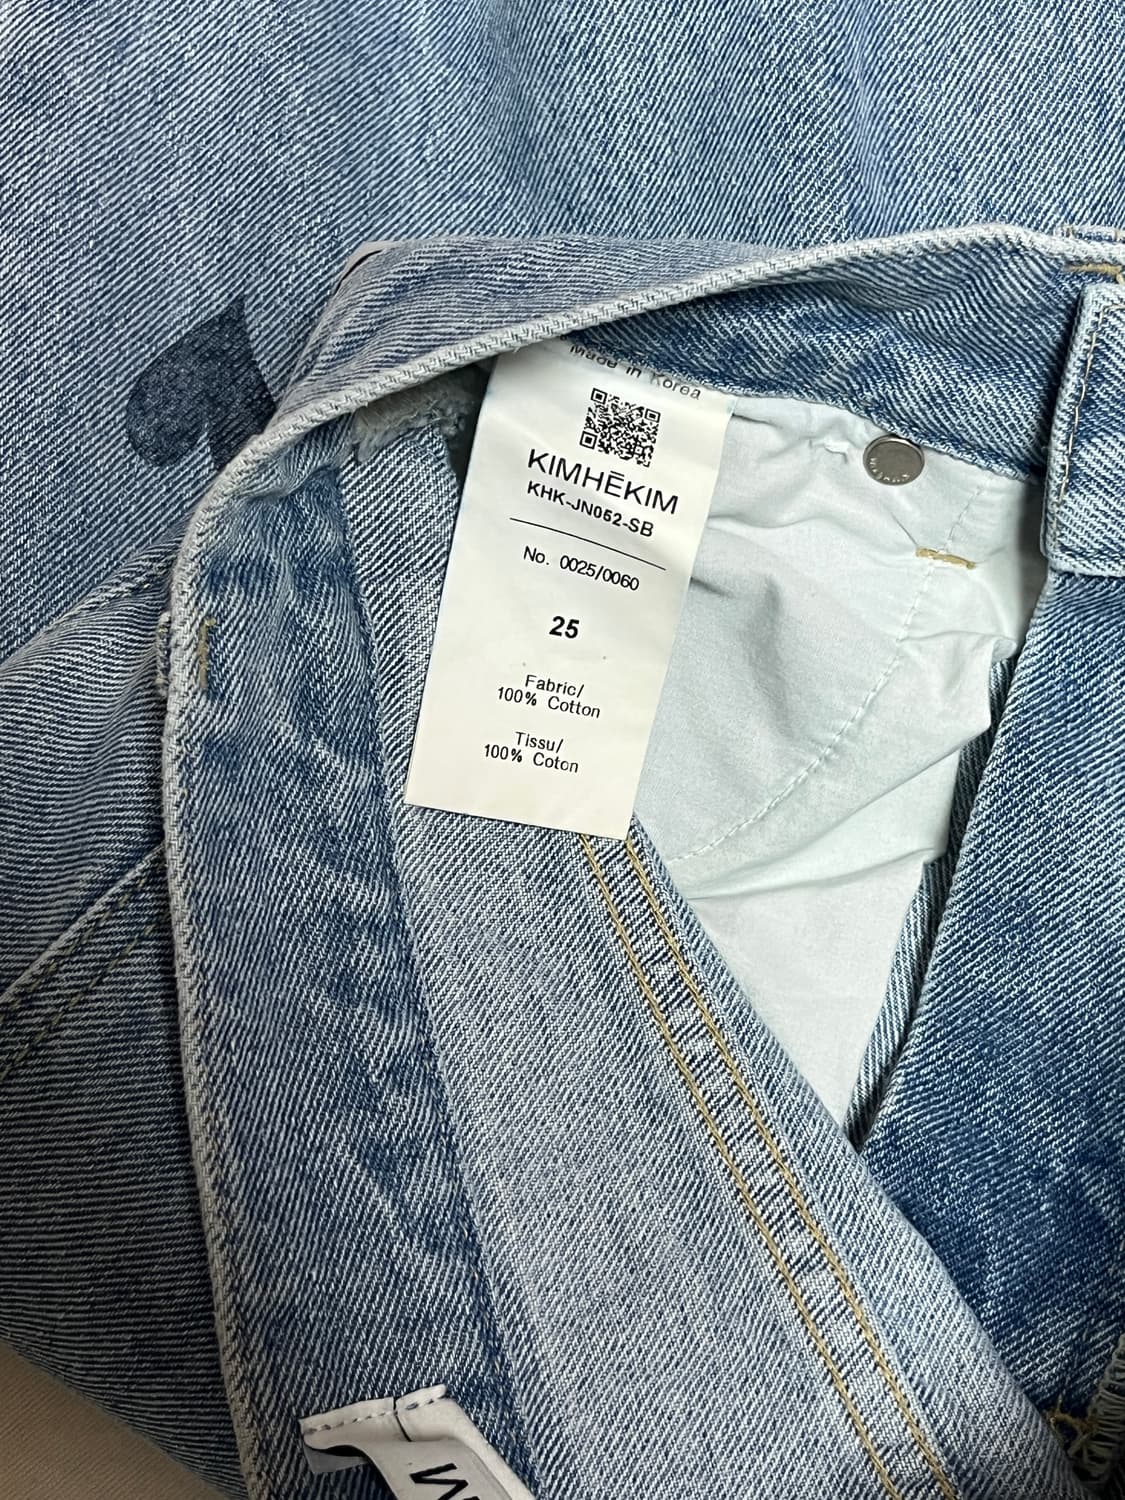 Made in Korea
KIMHĒKIM
KHK-JN052-SB
No. 0025/0060
25
Fabric/
100% Cotton
Tissu/
100% Coton